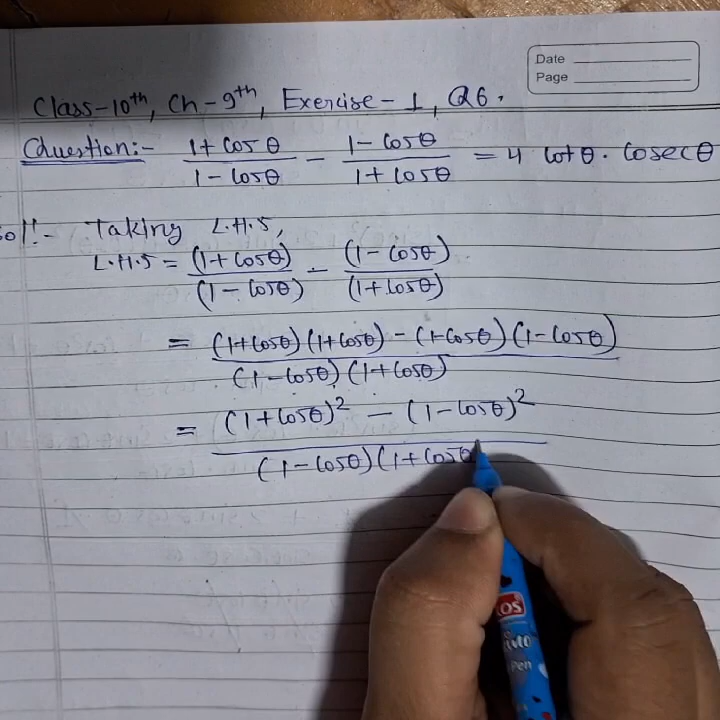 Date
Page
Class-10th, Ch-9th, Exercise-1, Q6.
Question:- (1+cosθ)/(1-cosθ) - (1-cosθ)/(1+cosθ) = 4 cotθ. cosecθ
sol!:- Taking L.H.S,
L.H.S = (1+cosθ)/(1-cosθ) - (1-cosθ)/(1+cosθ)
= ((1+cosθ)(1+cosθ) - (1-cosθ)(1-cosθ))/((1-cosθ)(1+cosθ))
= ((1+cosθ)² - (1-cosθ)²)/((1-cosθ)(1+cosθ
Pen